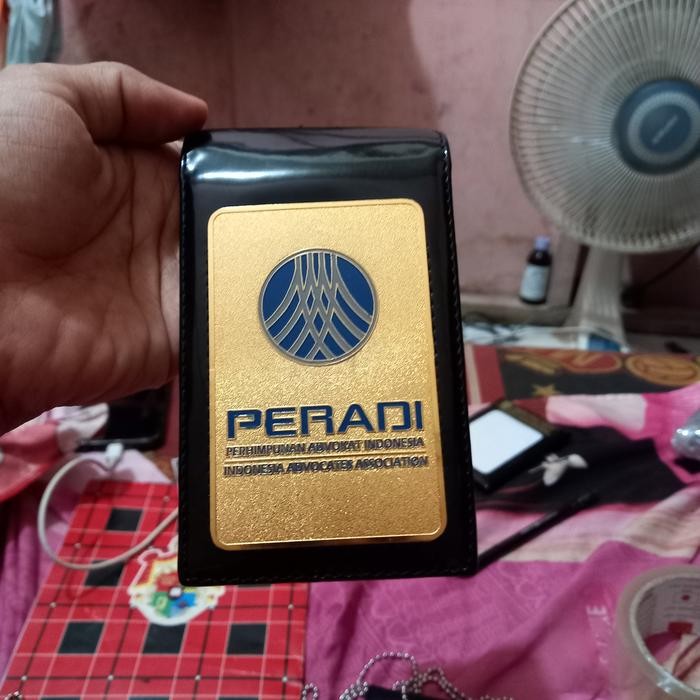 PERADI
PERHIMPUNAN ADVOKAT INDONESIA
INDONESIA ADVOCATES ASSOCIATION